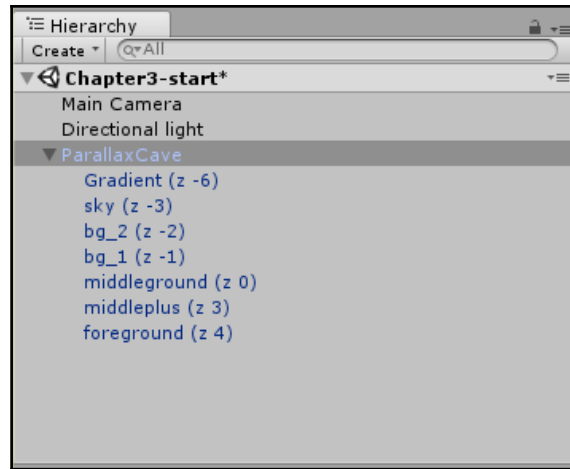 Hierarchy
Create All
Chapter3-start*
Main Camera
Directional light
ParallaxCave
Gradient (z -6)
sky (z -3)
bg_2 (z -2)
bg_1 (z -1)
middleground (z 0)
middleplus (z 3)
foreground (z 4)